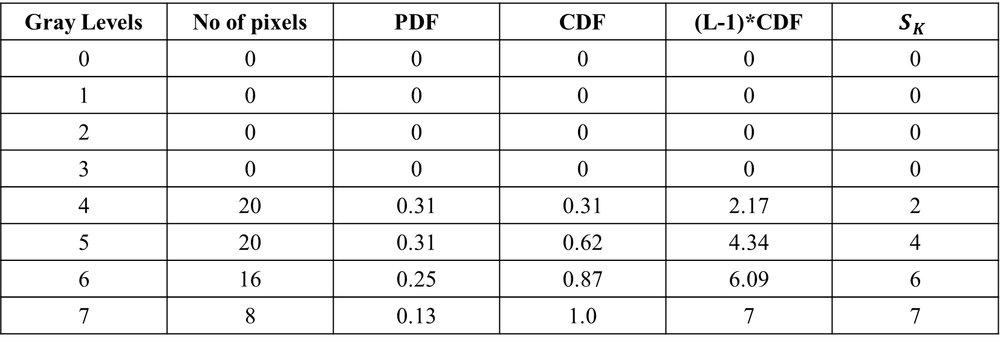 Gray Levels No of pixels PDF CDF (L-1)*CDF S_K
0 0 0 0 0 0
1 0 0 0 0 0
2 0 0 0 0 0
3 0 0 0 0 0
4 20 0.31 0.31 2.17 2
5 20 0.31 0.62 4.34 4
6 16 0.25 0.87 6.09 6
7 8 0.13 1.0 7 7